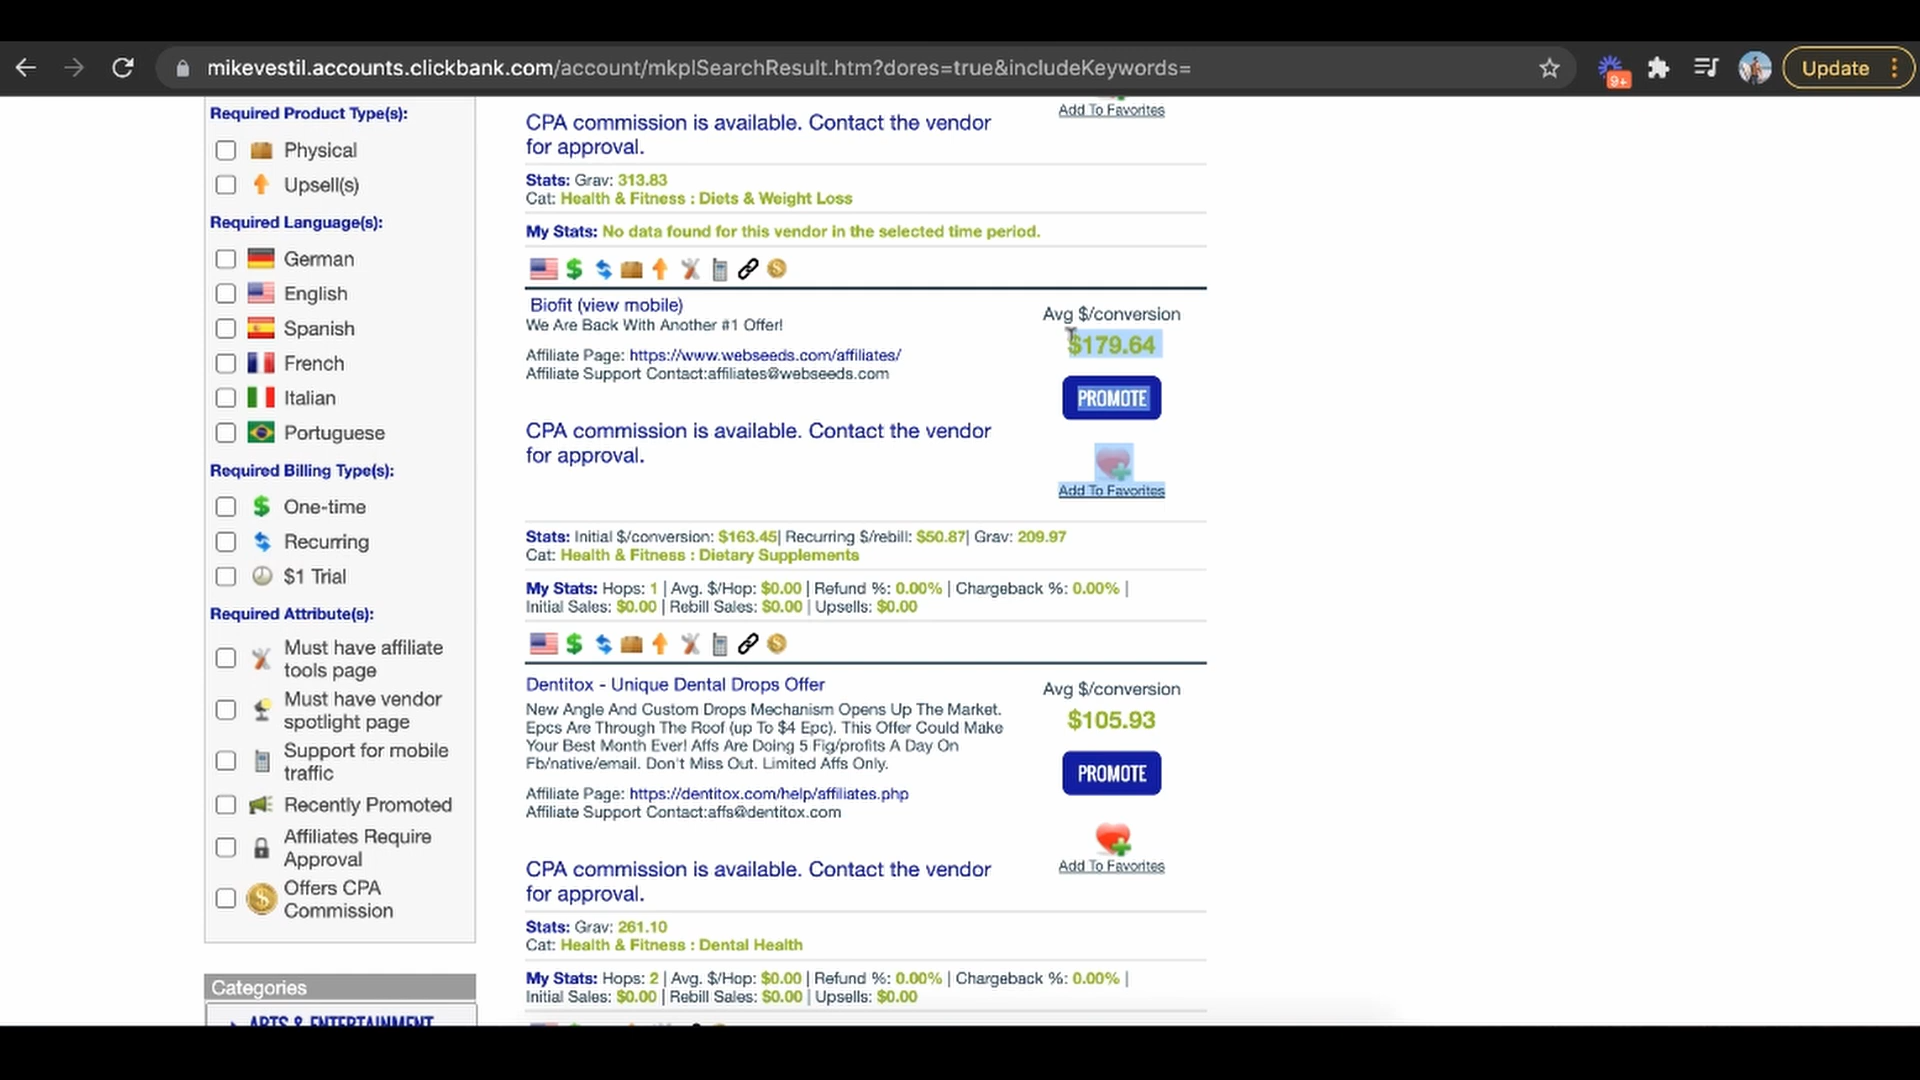 mikevestil.accounts.clickbank.com/account/mkplSearchResult.htm?dores=true&includeKeywords=
9+
Update
Required Product Type(s):
Physical
Upsell(s)
Required Language(s):
German
English
Spanish
French
Italian
Portuguese
Required Billing Type(s):
One-time
Recurring
$1 Trial
Required Attribute(s):
Must have affiliate
tools page
Must have vendor
spotlight page
Support for mobile
traffic
Recently Promoted
Affiliates Require
Approval
Offers CPA
Commission
Categories
ARTS & ENTERTAINMENT
Add To Favorites
CPA commission is available. Contact the vendor
for approval.
Stats: Grav: 313.83
Cat: Health & Fitness : Diets & Weight Loss
My Stats: No data found for this vendor in the selected time period.
Biofit (view mobile)
We Are Back With Another #1 Offer!
Affiliate Page: https://www.webseeds.com/affiliates/
Affiliate Support Contact:affiliates@webseeds.com
CPA commission is available. Contact the vendor
for approval.
Avg $/conversion
$179.64
PROMOTE
Add To Favorites
Stats: Initial $/conversion: $163.45| Recurring $/rebill: $50.87| Grav: 209.97
Cat: Health & Fitness : Dietary Supplements
My Stats: Hops: 1 | Avg. $/Hop: $0.00 | Refund %: 0.00% | Chargeback %: 0.00% |
Initial Sales: $0.00 | Rebill Sales: $0.00 | Upsells: $0.00
Dentitox - Unique Dental Drops Offer
New Angle And Custom Drops Mechanism Opens Up The Market.
Epcs Are Through The Roof (up To $4 Epc). This Offer Could Make
Your Best Month Ever! Affs Are Doing 5 Fig/profits A Day On
Fb/native/email. Don't Miss Out. Limited Affs Only.
Affiliate Page: https://dentitox.com/help/affiliates.php
Affiliate Support Contact:affs@dentitox.com
CPA commission is available. Contact the vendor
for approval.
Avg $/conversion
$105.93
PROMOTE
Add To Favorites
Stats: Grav: 261.10
Cat: Health & Fitness : Dental Health
My Stats: Hops: 2 | Avg. $/Hop: $0.00 | Refund %: 0.00% | Chargeback %: 0.00% |
Initial Sales: $0.00 | Rebill Sales: $0.00 | Upsells: $0.00